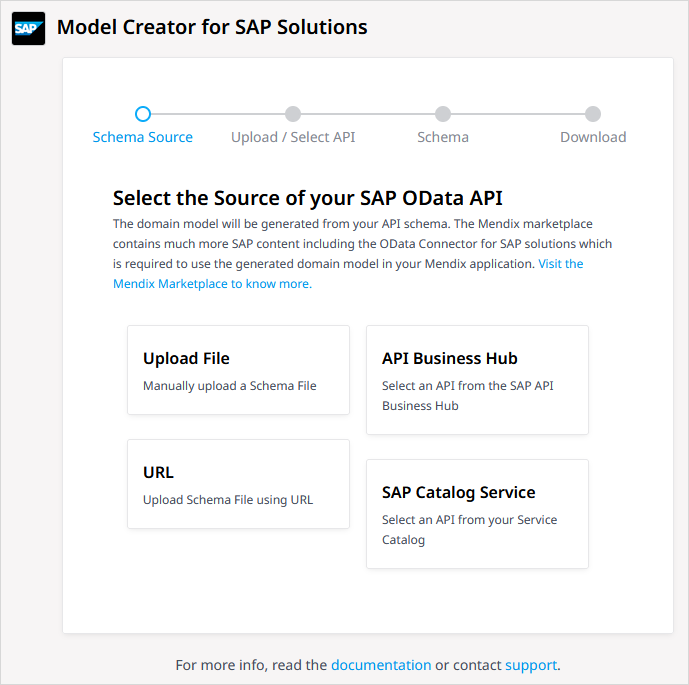 SAP
Model Creator for SAP Solutions
Schema Source
Upload / Select API
Schema
Download
Select the Source of your SAP OData API
The domain model will be generated from your API schema. The Mendix marketplace
contains much more SAP content including the OData Connector for SAP solutions which
is required to use the generated domain model in your Mendix application. Visit the
Mendix Marketplace to know more.
Upload File
Manually upload a Schema File
API Business Hub
Select an API from the SAP API
Business Hub
URL
Upload Schema File using URL
SAP Catalog Service
Select an API from your Service
Catalog
For more info, read the documentation or contact support.